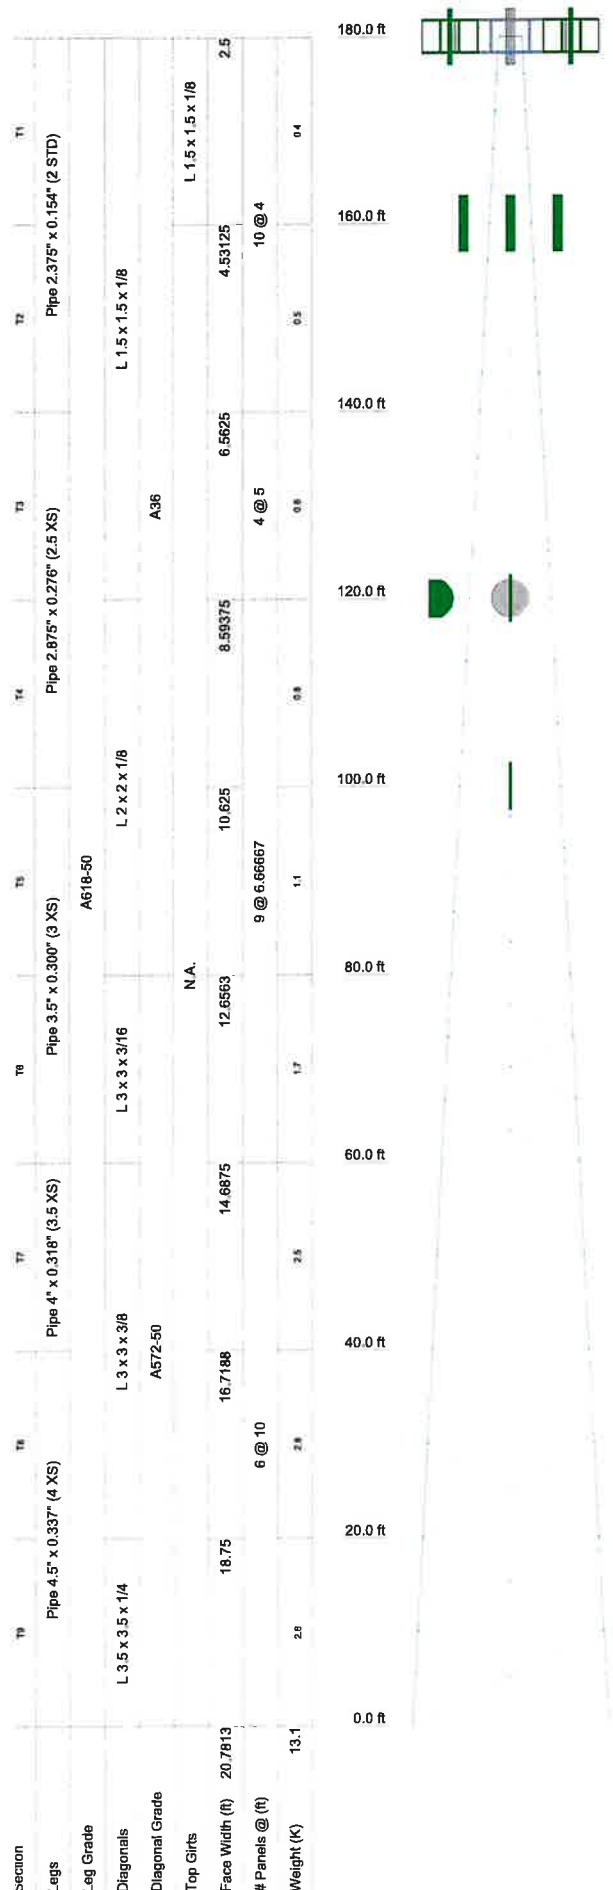 Section
T9
T8
T7
T6
T5
T4
T3
T2
T1
Legs
Pipe 4.5" x 0.337" (4 XS)
Pipe 4" x 0.318" (3.5 XS)
Pipe 3.5" x 0.300" (3 XS)
Pipe 2.875" x 0.276" (2.5 XS)
Pipe 2.375" x 0.154" (2 STD)
Leg Grade
A618-50
Diagonals
L 3.5 x 3.5 x 1/4
L 3 x 3 x 3/8
L 3 x 3 x 3/16
L 2 x 2 x 1/8
L 1.5 x 1.5 x 1/8
Diagonal Grade
A572-50
A36
Top Girts
N.A.
L 1.5 x 1.5 x 1/8
Face Width (ft)
20.7813
18.75
16.7188
14.6875
12.6563
10.625
8.59375
6.5625
4.53125
2.5
# Panels @ (ft)
6 @ 10
9 @ 6.66667
4 @ 5
10 @ 4
Weight (K)
13.1
2.8
2.8
2.5
1.7
1.1
0.8
0.5
0.4
180.0 ft
160.0 ft
140.0 ft
120.0 ft
100.0 ft
80.0 ft
60.0 ft
40.0 ft
20.0 ft
0.0 ft